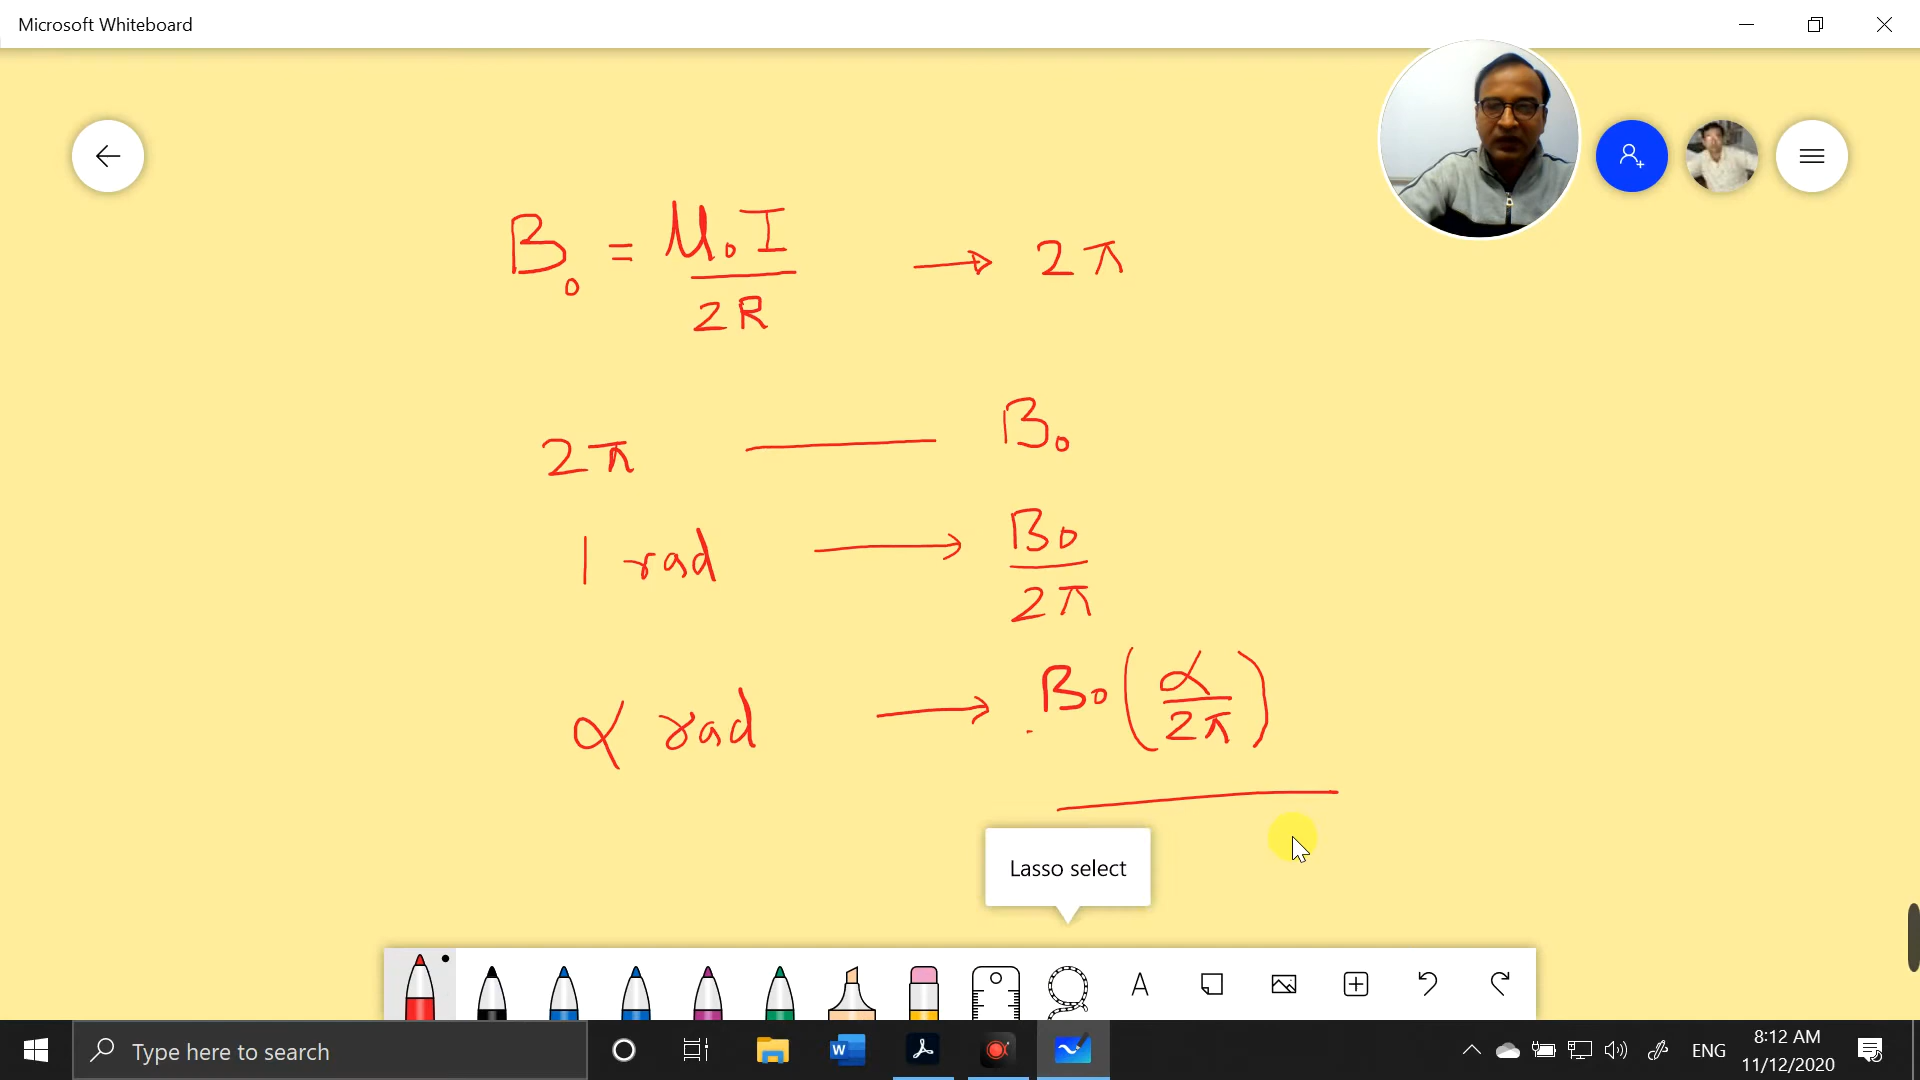 Microsoft Whiteboard
B₀ = μ₀I / 2R → 2π
2π — B₀
1 rad → B₀ / 2π
α rad → B₀ (α / 2π)
Lasso select
A
Type here to search
W
ENG
8:12 AM
11/12/2020